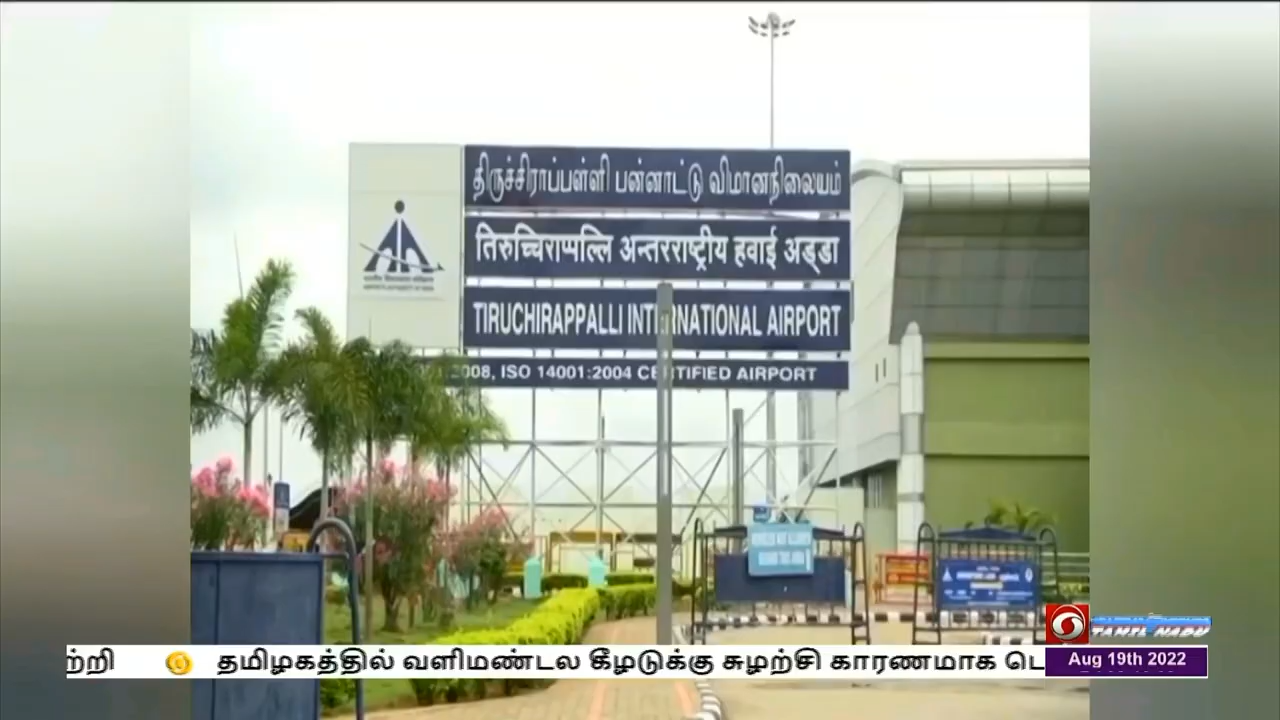 திருச்சிராப்பள்ளி பன்னாட்டு விமானநிலையம்
तिरुच्चिराप्पल्लि अन्तरराष्ट्रीय हवाई अड्डा
TIRUCHIRAPPALLI INTERNATIONAL AIRPORT
2008, ISO 14001:2004 CERTIFIED AIRPORT
TAMIL NADU
ற்றி தமிழகத்தில் வளிமண்டல கீழடுக்கு சுழற்சி காரணமாக பெ
Aug 19th 2022